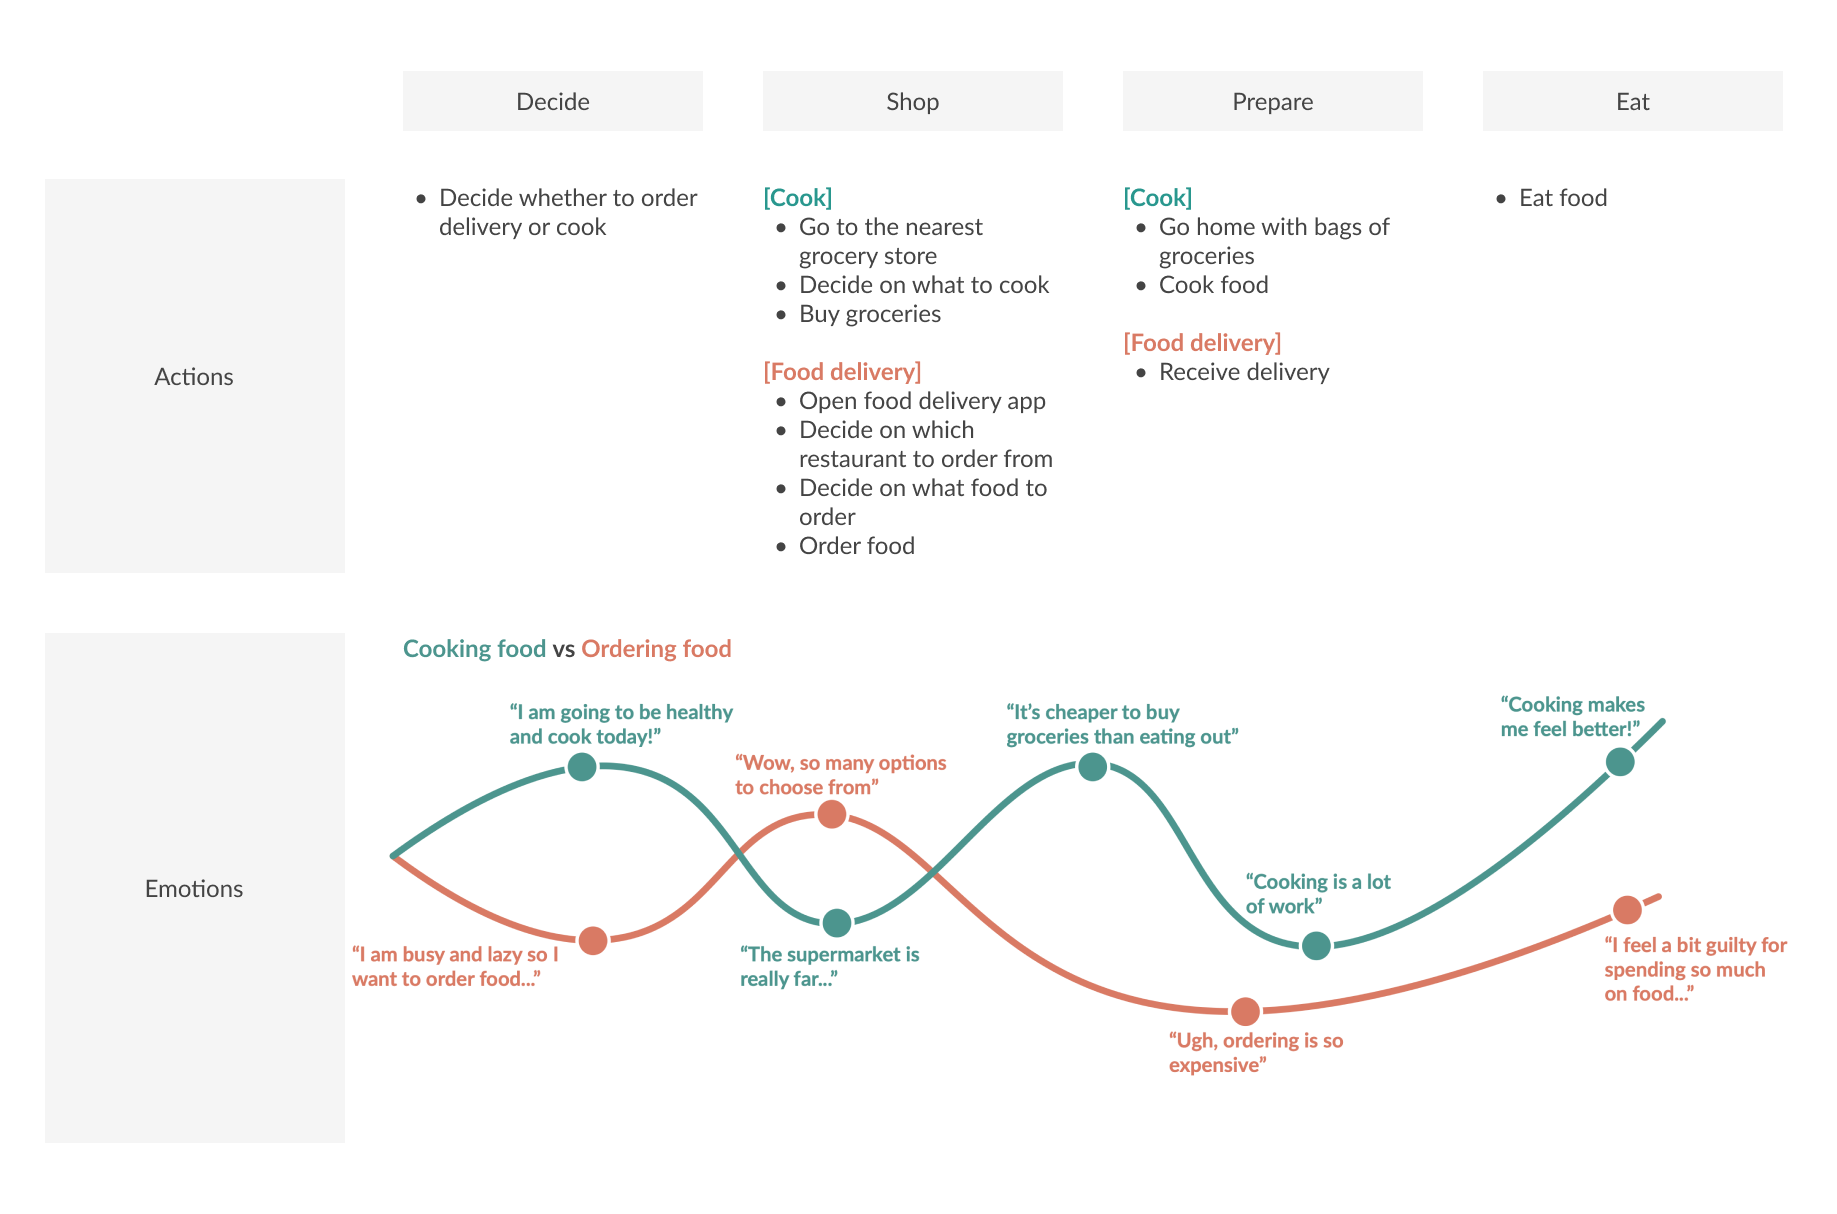 Decide
Shop
Prepare
Eat
Actions
• Decide whether to order
delivery or cook
[Cook]
• Go to the nearest
grocery store
• Decide on what to cook
• Buy groceries
[Food delivery]
• Open food delivery app
• Decide on which
restaurant to order from
• Decide on what food to
order
• Order food
[Cook]
• Go home with bags of
groceries
• Cook food
[Food delivery]
• Receive delivery
• Eat food
Emotions
Cooking food vs Ordering food
“I am going to be healthy
and cook today!”
“I am busy and lazy so I
want to order food...”
“Wow, so many options
to choose from”
“The supermarket is
really far...”
“It’s cheaper to buy
groceries than eating out”
“Cooking is a lot
of work”
“Ugh, ordering is so
expensive”
“Cooking makes
me feel better!”
“I feel a bit guilty for
spending so much
on food...”